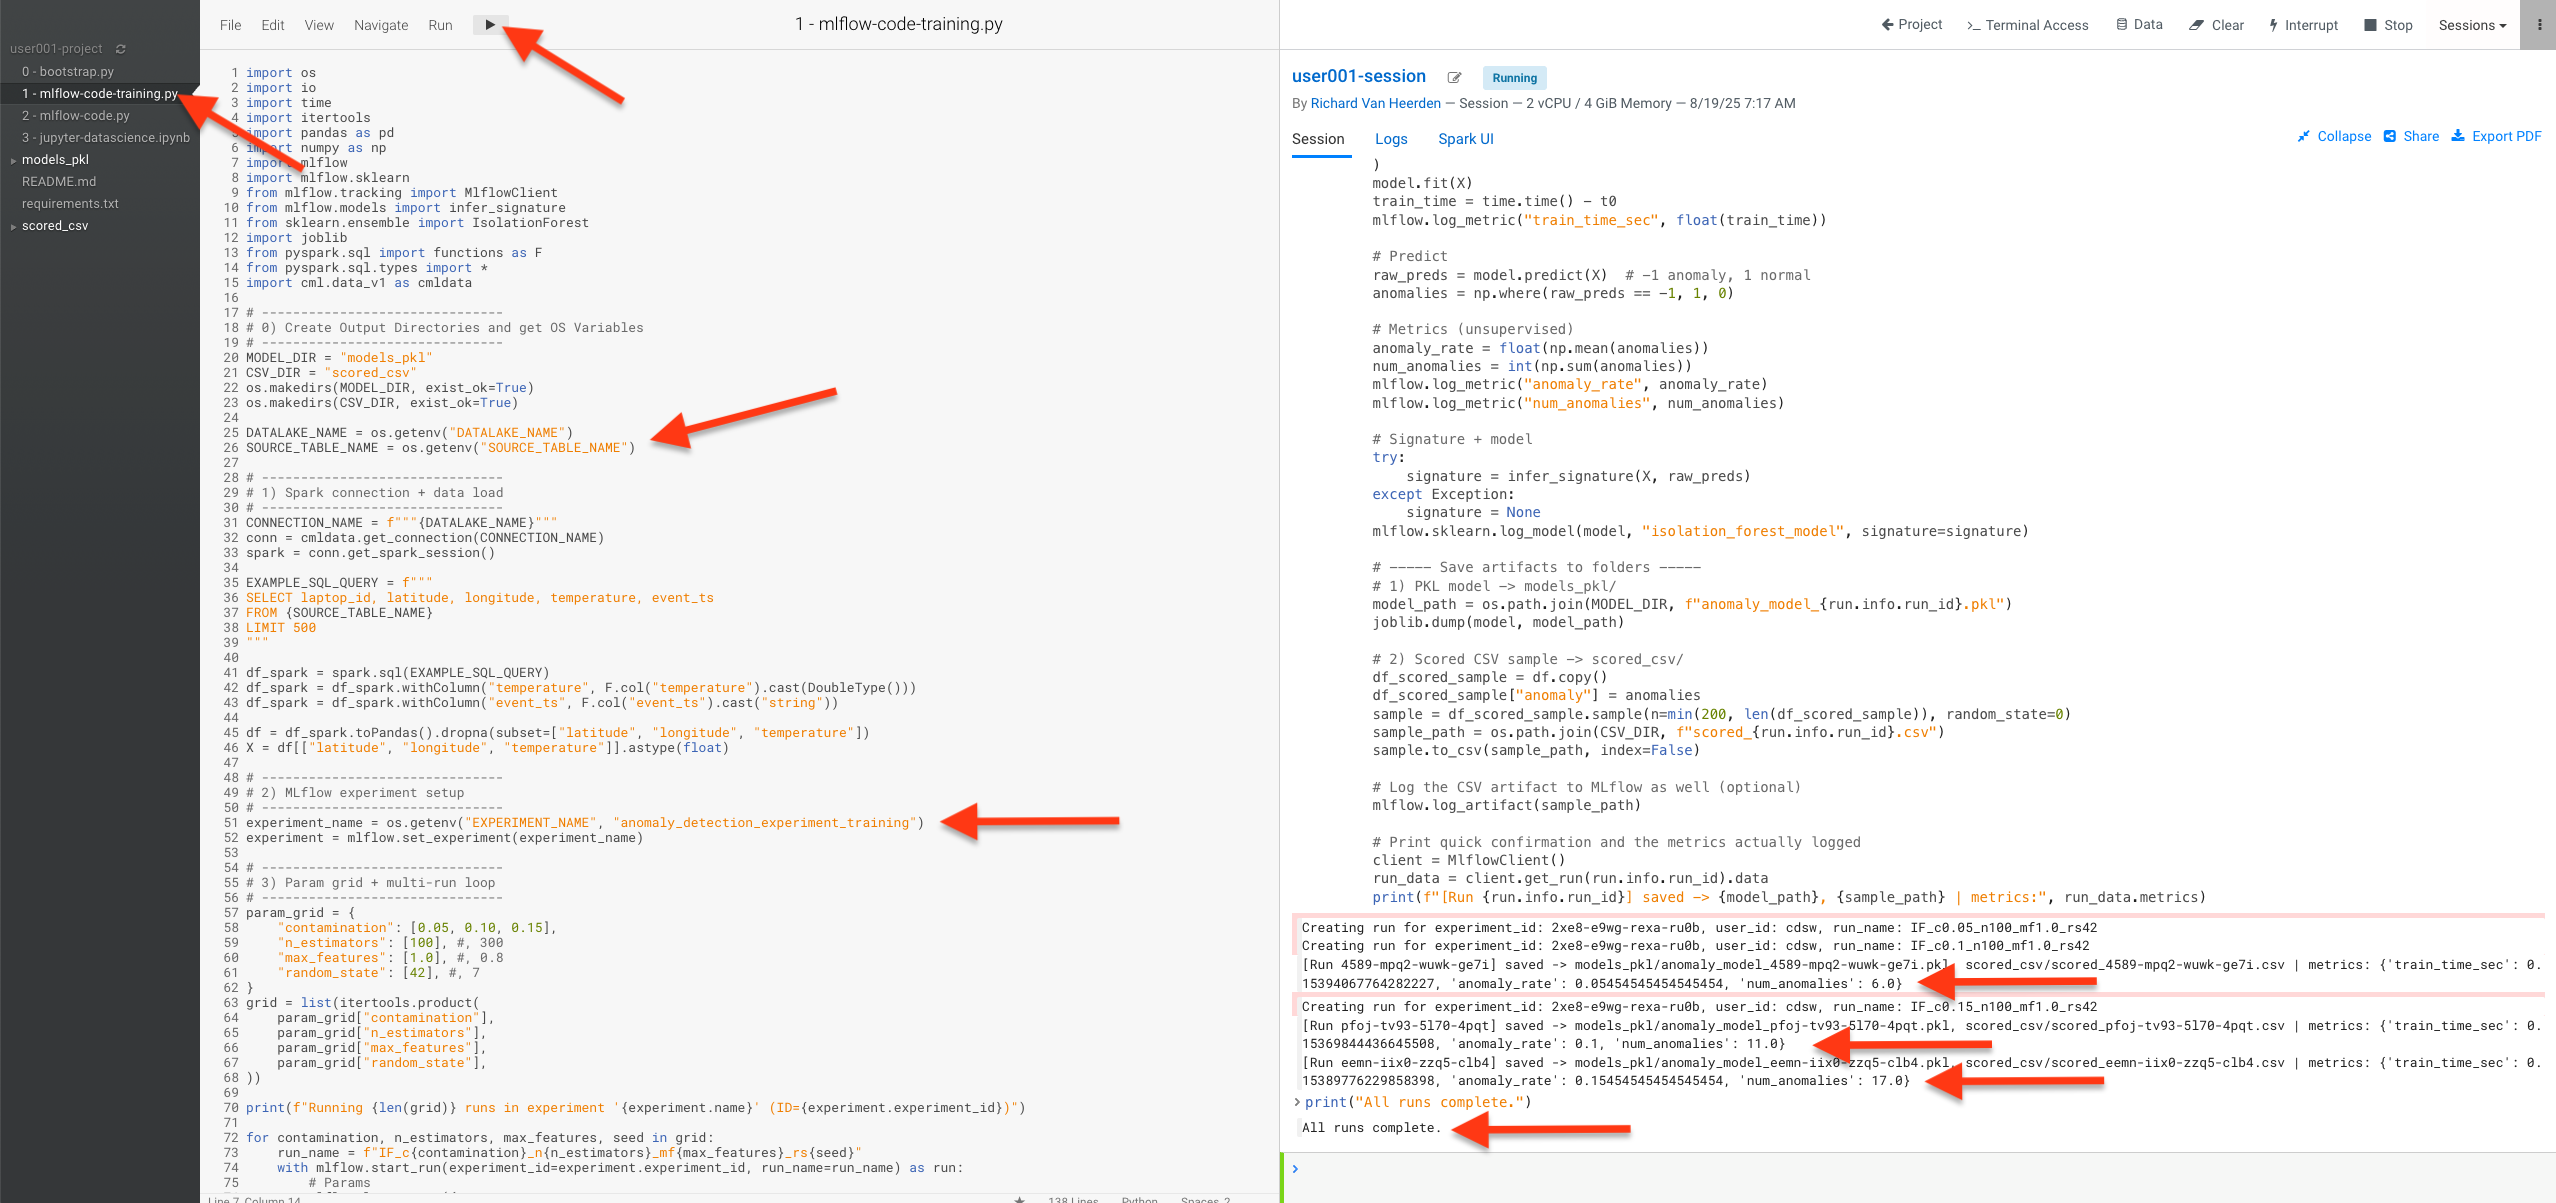 user001-project
0 - bootstrap.py
1 - mlflow-code-training.py
2 - mlflow-code.py
3 - jupyter-datascience.ipynb
models_pkl
README.md
requirements.txt
scored_csv
File Edit View Navigate Run
1 - mlflow-code-training.py
1 import os
2 import io
3 import time
4 import itertools
5 import pandas as pd
6 import numpy as np
7 import mlflow
8 import mlflow.sklearn
9 from mlflow.tracking import MlflowClient
10 from mlflow.models import infer_signature
11 from sklearn.ensemble import IsolationForest
12 import joblib
13 from pyspark.sql import functions as F
14 from pyspark.sql.types import *
15 import cml.data_v1 as cmldata
16
17 # -------------------------------
18 # 0) Create Output Directories and get OS Variables
19 # -------------------------------
20 MODEL_DIR = "models_pkl"
21 CSV_DIR = "scored_csv"
22 os.makedirs(MODEL_DIR, exist_ok=True)
23 os.makedirs(CSV_DIR, exist_ok=True)
24
25 DATALAKE_NAME = os.getenv("DATALAKE_NAME")
26 SOURCE_TABLE_NAME = os.getenv("SOURCE_TABLE_NAME")
27
28 # -------------------------------
29 # 1) Spark connection + data load
30 # -------------------------------
31 CONNECTION_NAME = f"""{DATALAKE_NAME}"""
32 conn = cmldata.get_connection(CONNECTION_NAME)
33 spark = conn.get_spark_session()
34
35 EXAMPLE_SQL_QUERY = f"""
36 SELECT laptop_id, latitude, longitude, temperature, event_ts
37 FROM {SOURCE_TABLE_NAME}
38 LIMIT 500
39 """
40
41 df_spark = spark.sql(EXAMPLE_SQL_QUERY)
42 df_spark = df_spark.withColumn("temperature", F.col("temperature").cast(DoubleType()))
43 df_spark = df_spark.withColumn("event_ts", F.col("event_ts").cast("string"))
44
45 df = df_spark.toPandas().dropna(subset=["latitude", "longitude", "temperature"])
46 X = df[["latitude", "longitude", "temperature"]].astype(float)
47
48 # -------------------------------
49 # 2) MLflow experiment setup
50 # -------------------------------
51 experiment_name = os.getenv("EXPERIMENT_NAME", "anomaly_detection_experiment_training")
52 experiment = mlflow.set_experiment(experiment_name)
53
54 # -------------------------------
55 # 3) Param grid + multi-run loop
56 # -------------------------------
57 param_grid = {
58 "contamination": [0.05, 0.10, 0.15],
59 "n_estimators": [100], #, 300
60 "max_features": [1.0], #, 0.8
61 "random_state": [42], #, 7
62 }
63 grid = list(itertools.product(
64 param_grid["contamination"],
65 param_grid["n_estimators"],
66 param_grid["max_features"],
67 param_grid["random_state"],
68 ))
69
70 print(f"Running {len(grid)} runs in experiment '{experiment.name}' (ID={experiment.experiment_id})")
71
72 for contamination, n_estimators, max_features, seed in grid:
73 run_name = f"IF_c{contamination}_n{n_estimators}_mf{max_features}_rs{seed}"
74 with mlflow.start_run(experiment_id=experiment.experiment_id, run_name=run_name) as run:
75 # Params
Line 7, Column 14 ★ 138 Lines Python Spaces 2
Project Terminal Access Data Clear Interrupt Stop Sessions
user001-session Running
By Richard Van Heerden — Session — 2 vCPU / 4 GiB Memory — 8/19/25 7:17 AM
Session Logs Spark UI Collapse Share Export PDF
)
model.fit(X)
train_time = time.time() - t0
mlflow.log_metric("train_time_sec", float(train_time))
# Predict
raw_preds = model.predict(X) # -1 anomaly, 1 normal
anomalies = np.where(raw_preds == -1, 1, 0)
# Metrics (unsupervised)
anomaly_rate = float(np.mean(anomalies))
num_anomalies = int(np.sum(anomalies))
mlflow.log_metric("anomaly_rate", anomaly_rate)
mlflow.log_metric("num_anomalies", num_anomalies)
# Signature + model
try:
signature = infer_signature(X, raw_preds)
except Exception:
signature = None
mlflow.sklearn.log_model(model, "isolation_forest_model", signature=signature)
# ----- Save artifacts to folders -----
# 1) PKL model -> models_pkl/
model_path = os.path.join(MODEL_DIR, f"anomaly_model_{run.info.run_id}.pkl")
joblib.dump(model, model_path)
# 2) Scored CSV sample -> scored_csv/
df_scored_sample = df.copy()
df_scored_sample["anomaly"] = anomalies
sample = df_scored_sample.sample(n=min(200, len(df_scored_sample)), random_state=0)
sample_path = os.path.join(CSV_DIR, f"scored_{run.info.run_id}.csv")
sample.to_csv(sample_path, index=False)
# Log the CSV artifact to MLflow as well (optional)
mlflow.log_artifact(sample_path)
# Print quick confirmation and the metrics actually logged
client = MlflowClient()
run_data = client.get_run(run.info.run_id).data
print(f"[Run {run.info.run_id}] saved -> {model_path}, {sample_path} | metrics:", run_data.metrics)
Creating run for experiment_id: 2xe8-e9wg-rexa-ru0b, user_id: cdsw, run_name: IF_c0.05_n100_mf1.0_rs42
Creating run for experiment_id: 2xe8-e9wg-rexa-ru0b, user_id: cdsw, run_name: IF_c0.1_n100_mf1.0_rs42
[Run 4589-mpq2-wuwk-ge7i] saved -> models_pkl/anomaly_model_4589-mpq2-wuwk-ge7i.pkl, scored_csv/scored_4589-mpq2-wuwk-ge7i.csv | metrics: {'train_time_sec': 0.
15394067764282227, 'anomaly_rate': 0.05454545454545454, 'num_anomalies': 6.0}
Creating run for experiment_id: 2xe8-e9wg-rexa-ru0b, user_id: cdsw, run_name: IF_c0.15_n100_mf1.0_rs42
[Run pfoj-tv93-5l70-4pqt] saved -> models_pkl/anomaly_model_pfoj-tv93-5l70-4pqt.pkl, scored_csv/scored_pfoj-tv93-5l70-4pqt.csv | metrics: {'train_time_sec': 0.
15369844436645508, 'anomaly_rate': 0.1, 'num_anomalies': 11.0}
[Run eemn-iix0-zzq5-clb4] saved -> models_pkl/anomaly_model_eemn-iix0-zzq5-clb4.pkl, scored_csv/scored_eemn-iix0-zzq5-clb4.csv | metrics: {'train_time_sec': 0.
15389776229858398, 'anomaly_rate': 0.15454545454545454, 'num_anomalies': 17.0}
> print("All runs complete.")
All runs complete.
>